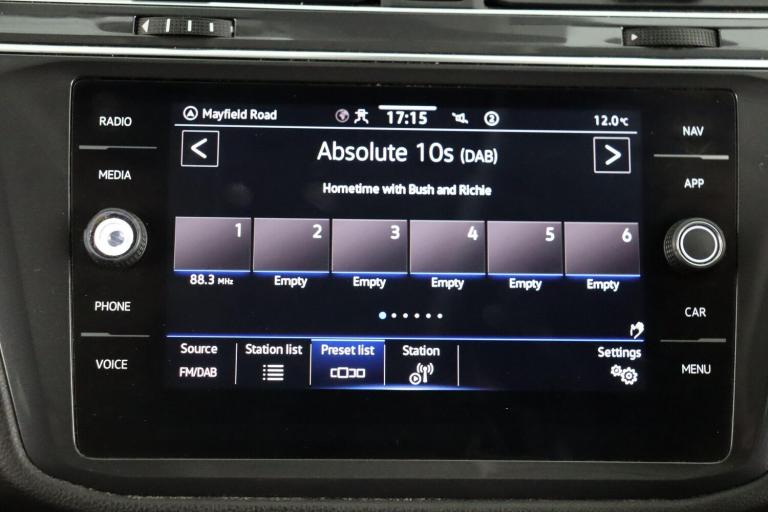 RADIO
MEDIA
PHONE
VOICE
Mayfield Road
17:15
2
12.0°C
Absolute 10s (DAB)
Hometime with Bush and Richie
1 2 3 4 5 6
88.3 MHz Empty Empty Empty Empty Empty
Source Station list Preset list Station Settings
FM/DAB
NAV
APP
CAR
MENU